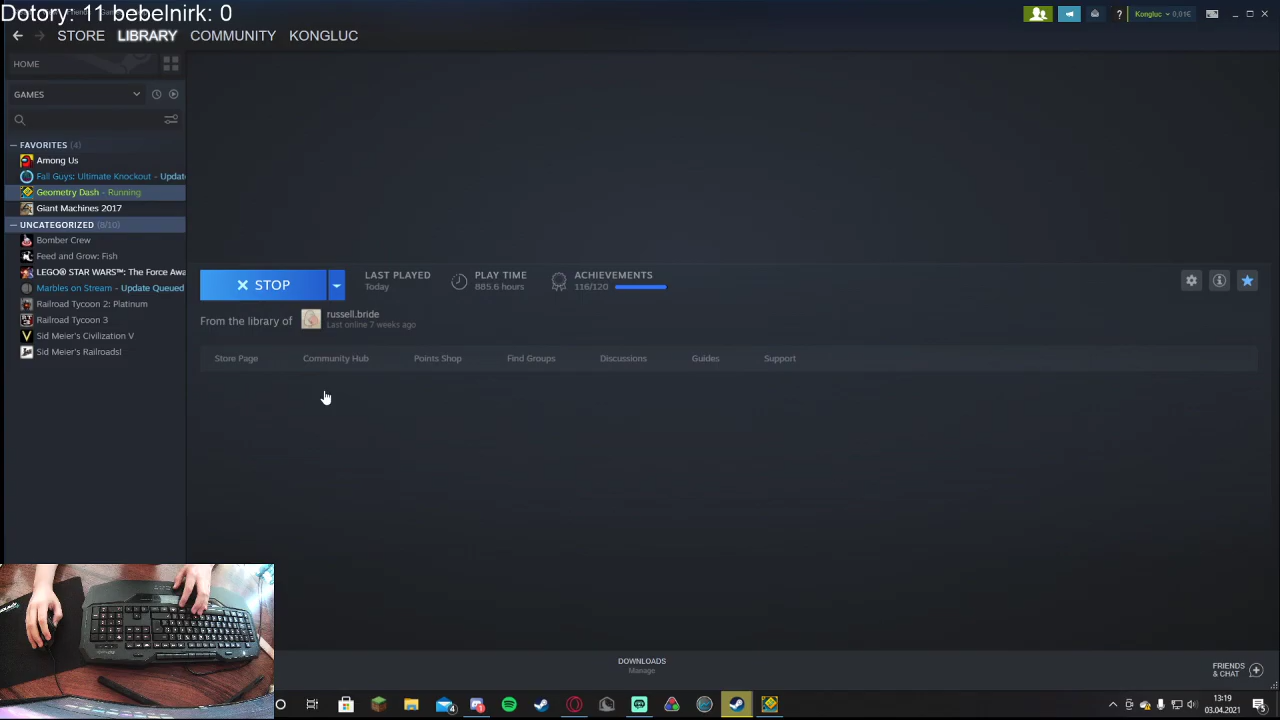 Dotory: 11 bebelnirk: 0
Kongluc 0,01€
STORE LIBRARY COMMUNITY KONGLUC
HOME
GAMES
FAVORITES (4)
Among Us
Fall Guys: Ultimate Knockout - Update
Geometry Dash - Running
Giant Machines 2017
UNCATEGORIZED (8/10)
Bomber Crew
Feed and Grow: Fish
LEGO® STAR WARS™: The Force Awa
Marbles on Stream - Update Queued
Railroad Tycoon 2: Platinum
Railroad Tycoon 3
Sid Meier's Civilization V
Sid Meier's Railroads!
STOP
LAST PLAYED
Today
PLAY TIME
885.6 hours
ACHIEVEMENTS
116/120
From the library of
russell.bride
Last online 7 weeks ago
Store Page Community Hub Points Shop Find Groups Discussions Guides Support
DOWNLOADS
Manage
FRIENDS
& CHAT
13:19
03.04.2021